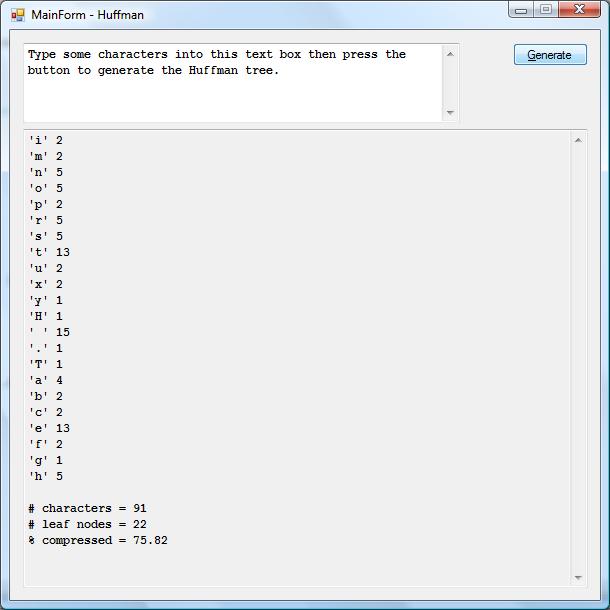 MainForm - Huffman
Type some characters into this text box then press the
button to generate the Huffman tree.
Generate
'i' 2
'm' 2
'n' 5
'o' 5
'p' 2
'r' 5
's' 5
't' 13
'u' 2
'x' 2
'y' 1
'H' 1
' ' 15
'.' 1
'T' 1
'a' 4
'b' 2
'c' 2
'e' 13
'f' 2
'g' 1
'h' 5
# characters = 91
# leaf nodes = 22
% compressed = 75.82